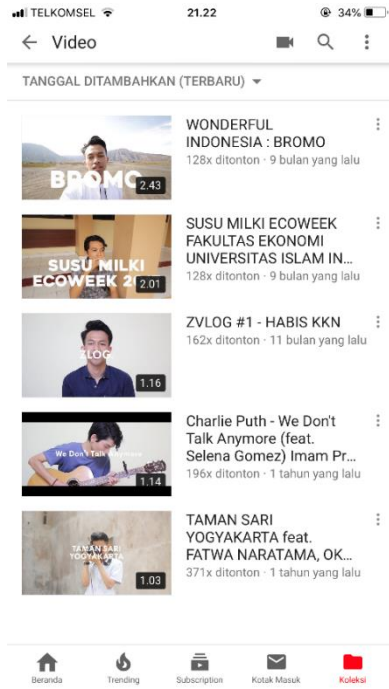 TELKOMSEL 21.22 34%
Video
TANGGAL DITAMBAHKAN (TERBARU)
BROMO
2.43
WONDERFUL
INDONESIA : BROMO
128x ditonton · 9 bulan yang lalu
SUSU MILKI
ECOWEEK 2
2.01
SUSU MILKI ECOWEEK
FAKULTAS EKONOMI
UNIVERSITAS ISLAM IN...
128x ditonton · 9 bulan yang lalu
ZLOG
1.16
ZVLOG #1 - HABIS KKN
162x ditonton · 11 bulan yang lalu
We Don't Talk Anymore
1.14
Charlie Puth - We Don't
Talk Anymore (feat.
Selena Gomez) Imam Pr...
196x ditonton · 1 tahun yang lalu
TAMAN SARI
YOGYAKARTA
1.03
TAMAN SARI
YOGYAKARTA feat.
FATWA NARATAMA, OK...
371x ditonton · 1 tahun yang lalu
Beranda Trending Subscription Kotak Masuk Koleksi